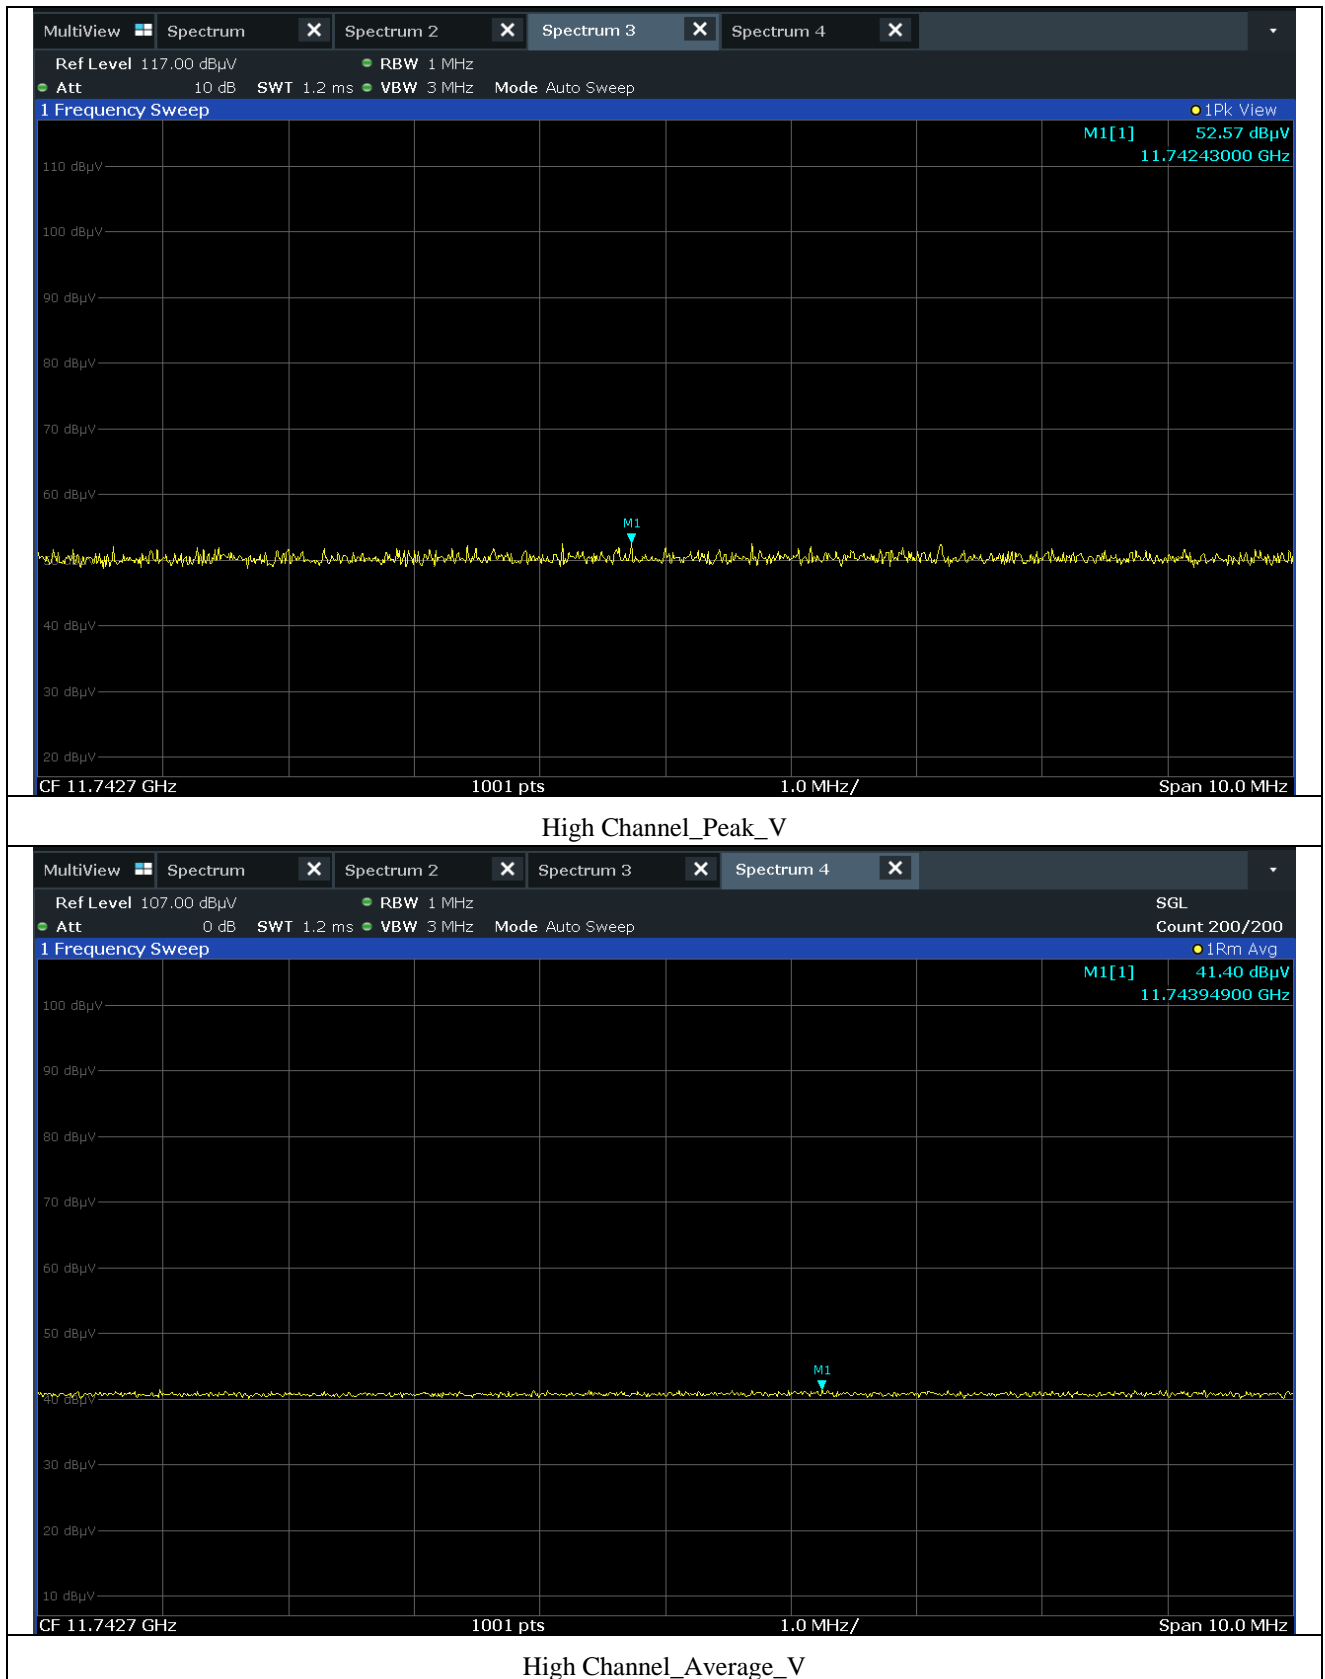 MultiView Spectrum Spectrum 2 Spectrum 3 Spectrum 4
Ref Level 117.00 dBµV RBW 1 MHz
Att 10 dB SWT 1.2 ms VBW 3 MHz Mode Auto Sweep
1 Frequency Sweep 1Pk View
M1[1] 52.57 dBµV
11.74243000 GHz
110 dBµV
100 dBµV
90 dBµV
80 dBµV
70 dBµV
60 dBµV
M1
50 dBµV
40 dBµV
30 dBµV
20 dBµV
CF 11.7427 GHz 1001 pts 1.0 MHz/ Span 10.0 MHz
High Channel_Peak_V
MultiView Spectrum Spectrum 2 Spectrum 3 Spectrum 4
Ref Level 107.00 dBµV RBW 1 MHz SGL
Att 0 dB SWT 1.2 ms VBW 3 MHz Mode Auto Sweep Count 200/200
1 Frequency Sweep 1Rm Avg
M1[1] 41.40 dBµV
11.74394900 GHz
100 dBµV
90 dBµV
80 dBµV
70 dBµV
60 dBµV
50 dBµV
M1
40 dBµV
30 dBµV
20 dBµV
10 dBµV
CF 11.7427 GHz 1001 pts 1.0 MHz/ Span 10.0 MHz
High Channel_Average_V